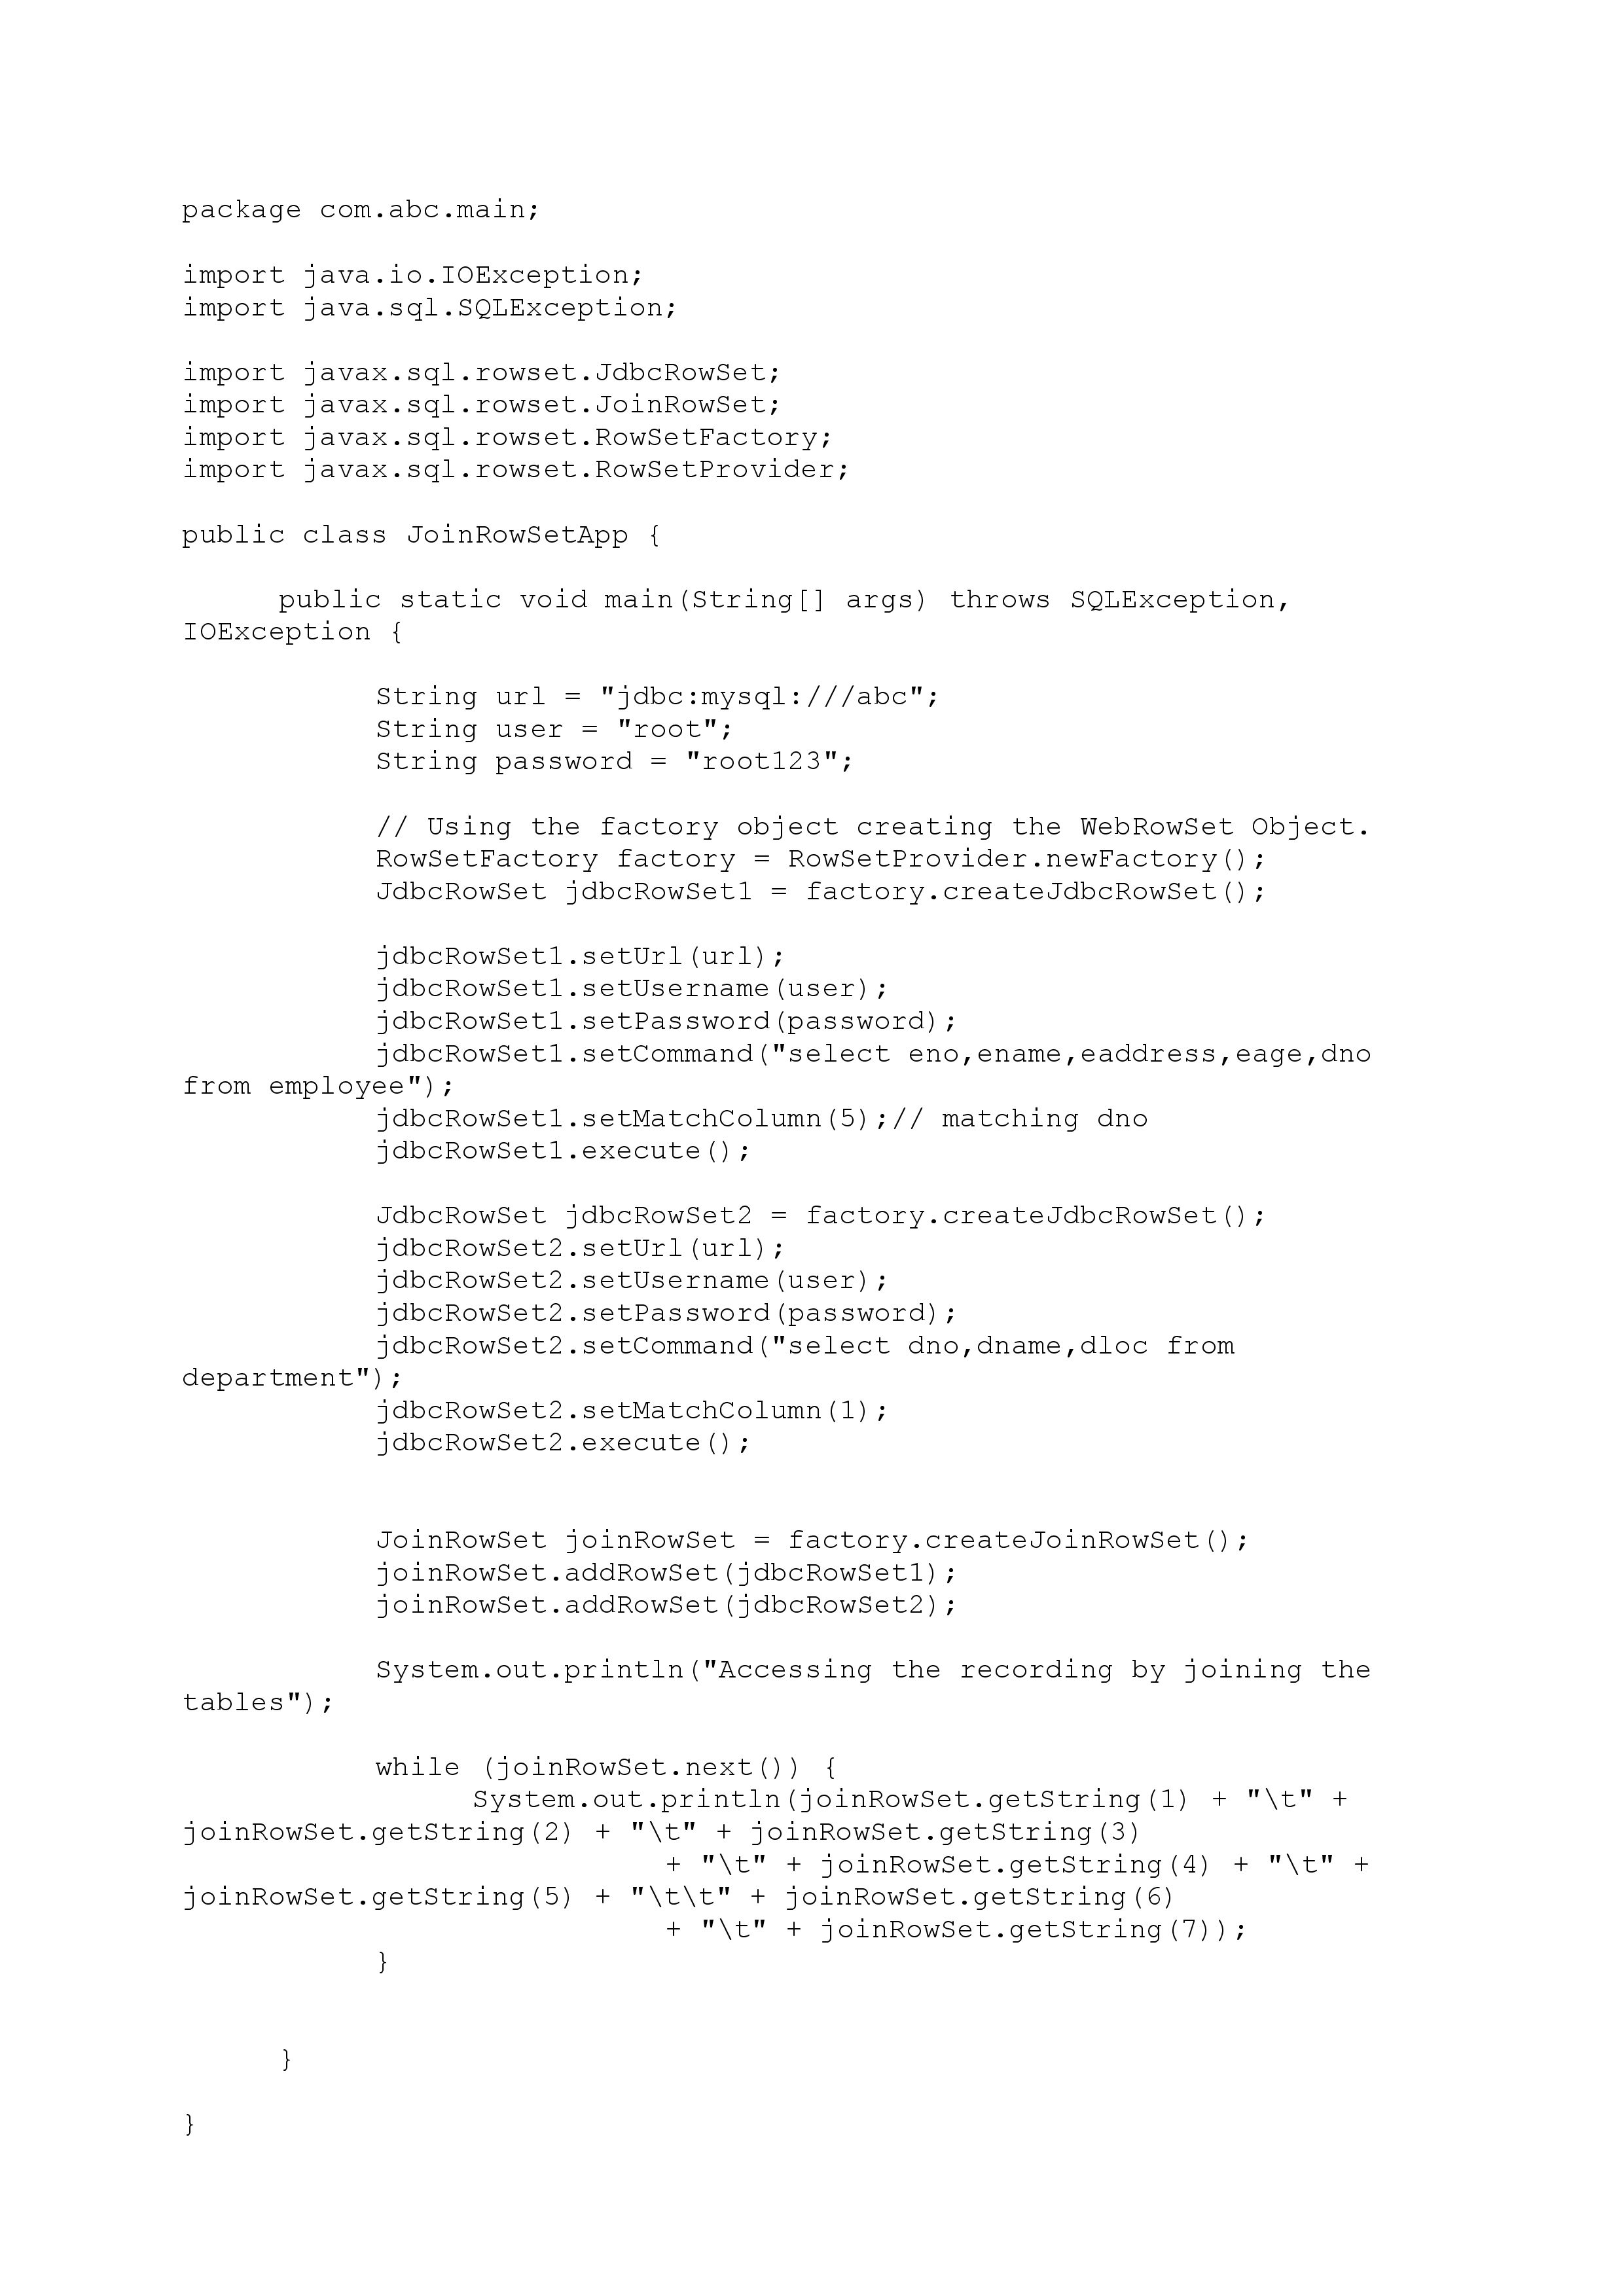 package com.abc.main;
import java.io.IOException;
import java.sql.SQLException;
import javax.sql.rowset.JdbcRowSet;
import javax.sql.rowset.JoinRowSet;
import javax.sql.rowset.RowSetFactory;
import javax.sql.rowset.RowSetProvider;
public class JoinRowSetApp {
public static void main(String[] args) throws SQLException,
IOException {
String url = "jdbc:mysql:///abc";
String user = "root";
String password = "root123";
// Using the factory object creating the WebRowSet Object.
RowSetFactory factory = RowSetProvider.newFactory();
JdbcRowSet jdbcRowSet1 = factory.createJdbcRowSet();
jdbcRowSet1.setUrl(url);
jdbcRowSet1.setUsername(user);
jdbcRowSet1.setPassword(password);
jdbcRowSet1.setCommand("select eno,ename,eaddress,eage,dno
from employee");
jdbcRowSet1.setMatchColumn(5);// matching dno
jdbcRowSet1.execute();
JdbcRowSet jdbcRowSet2 = factory.createJdbcRowSet();
jdbcRowSet2.setUrl(url);
jdbcRowSet2.setUsername(user);
jdbcRowSet2.setPassword(password);
jdbcRowSet2.setCommand("select dno,dname,dloc from
department");
jdbcRowSet2.setMatchColumn(1);
jdbcRowSet2.execute();
JoinRowSet joinRowSet = factory.createJoinRowSet();
joinRowSet.addRowSet(jdbcRowSet1);
joinRowSet.addRowSet(jdbcRowSet2);
System.out.println("Accessing the recording by joining the
tables");
while (joinRowSet.next()) {
System.out.println(joinRowSet.getString(1) + "\t" +
joinRowSet.getString(2) + "\t" + joinRowSet.getString(3)
+ "\t" + joinRowSet.getString(4) + "\t" +
joinRowSet.getString(5) + "\t\t" + joinRowSet.getString(6)
+ "\t" + joinRowSet.getString(7));
}
}
}